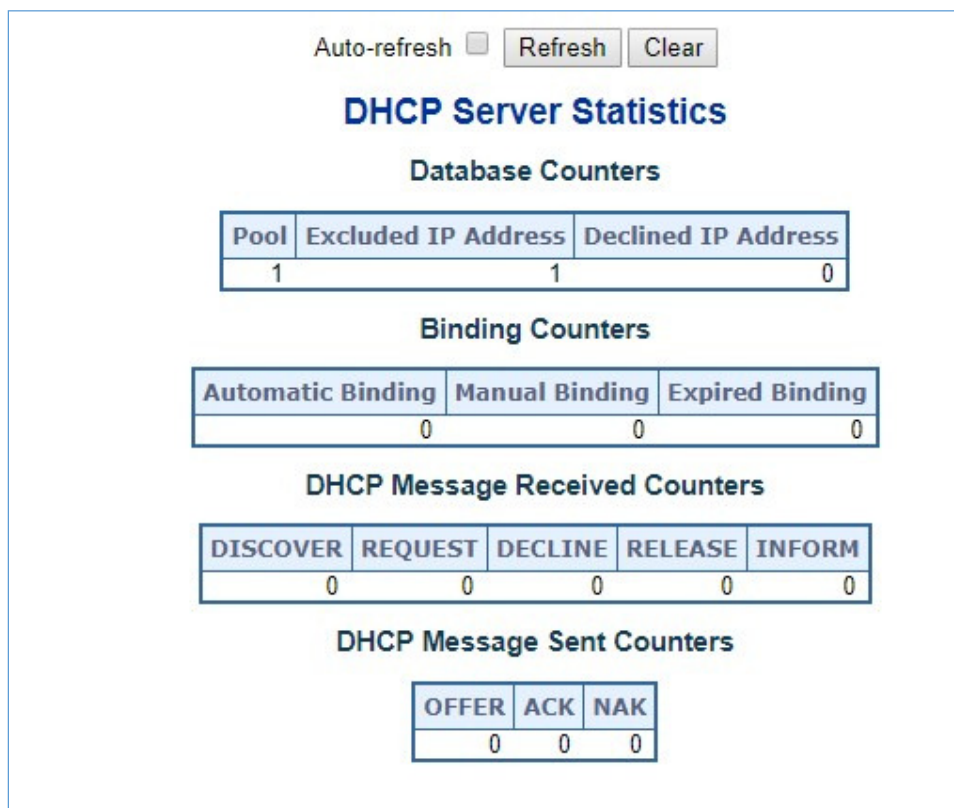 Auto-refresh Refresh Clear
DHCP Server Statistics
Database Counters
Pool Excluded IP Address Declined IP Address
1 1 0
Binding Counters
Automatic Binding Manual Binding Expired Binding
0 0 0
DHCP Message Received Counters
DISCOVER REQUEST DECLINE RELEASE INFORM
0 0 0 0 0
DHCP Message Sent Counters
OFFER ACK NAK
0 0 0